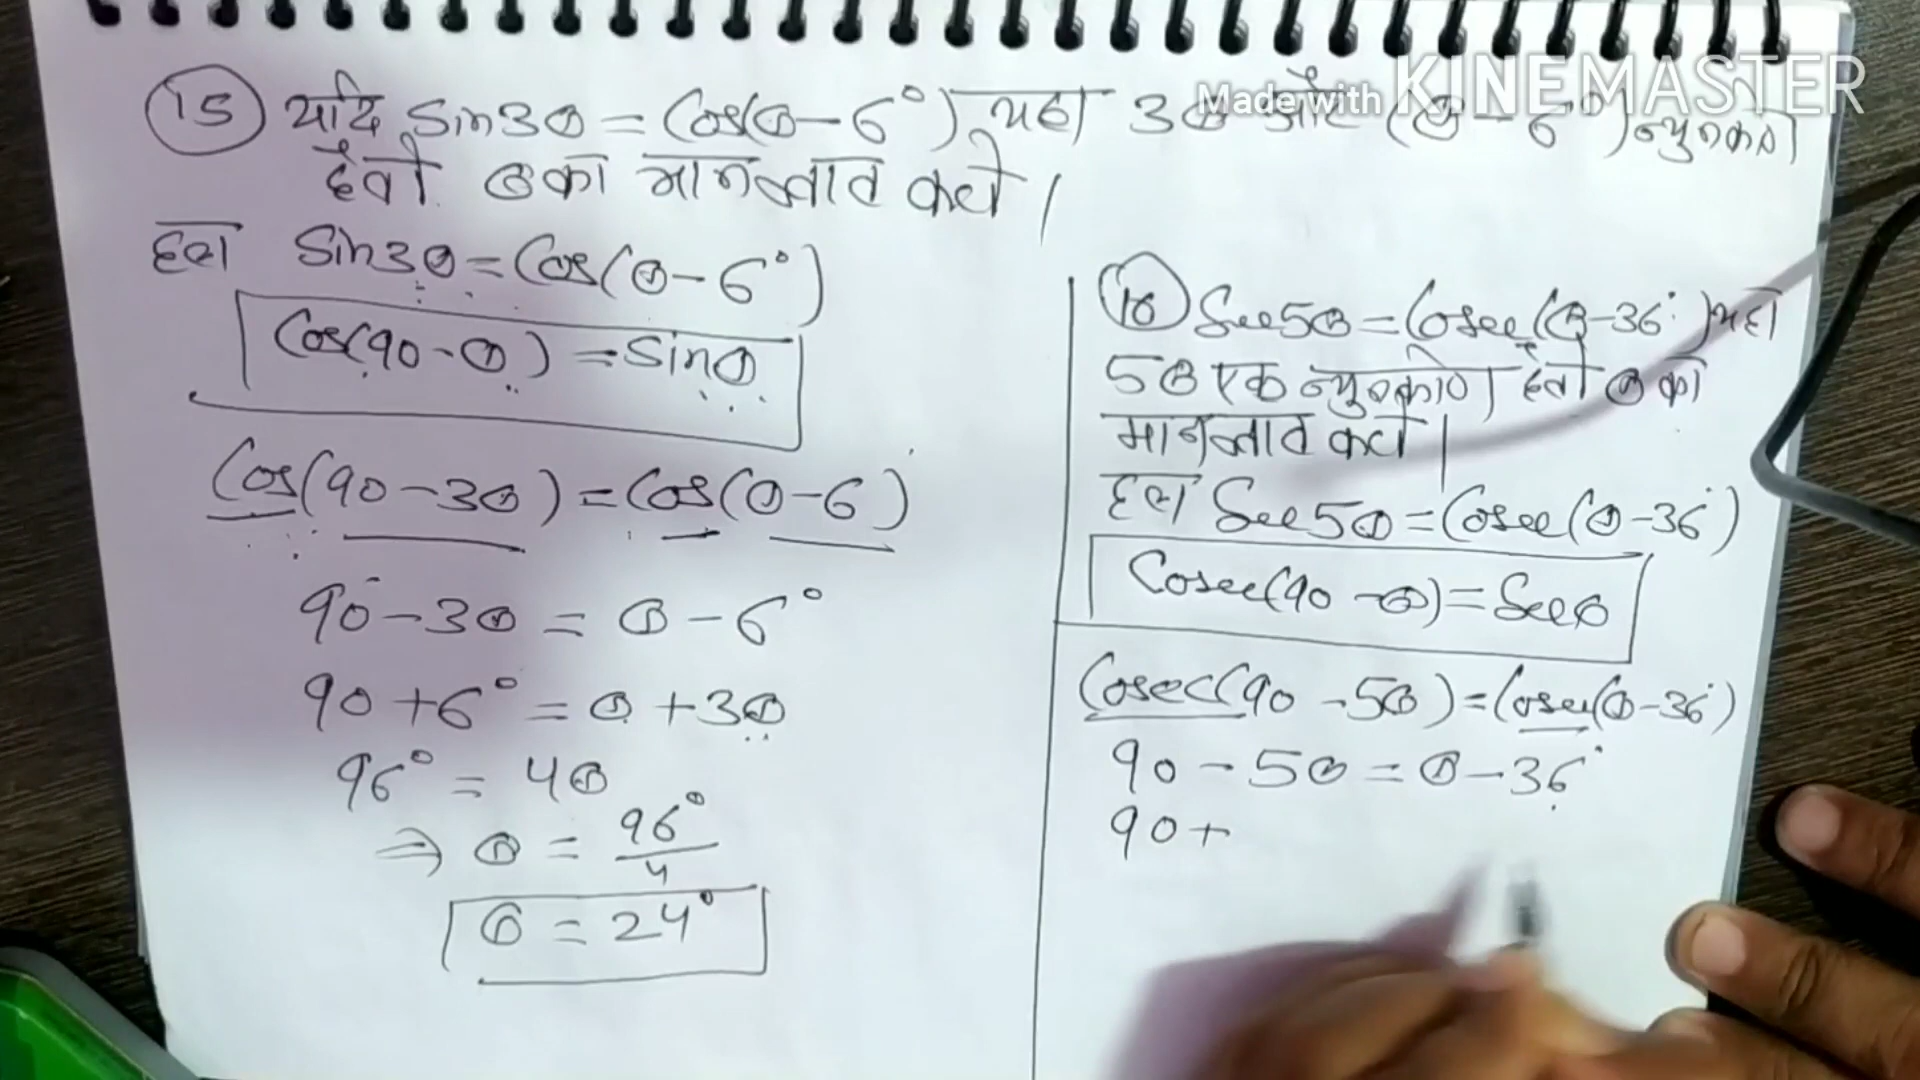 Made with KINEMASTER
(15) यदि Sin3θ = Cos(θ-6°) यहा 3θ और (θ-6°) न्युनकोण
है तो θ का मान ज्ञात करो।
हल Sin3θ = Cos(θ-6°)
Cos(90-θ) = Sinθ
Cos(90-3θ) = Cos(θ-6)
90-3θ = θ-6°
90+6° = θ+3θ
96° = 4θ
⇒ θ = 96°/4
θ = 24°
(16) Sec5θ = Cosec(θ-36°) यहा
5θ एक न्युनकोण है तो θ का
मान ज्ञात करो।
हल Sec5θ = Cosec(θ-36°)
Cosec(90-θ) = Secθ
Cosec(90-5θ) = Cosec(θ-36°)
90-5θ = θ-36°
90+